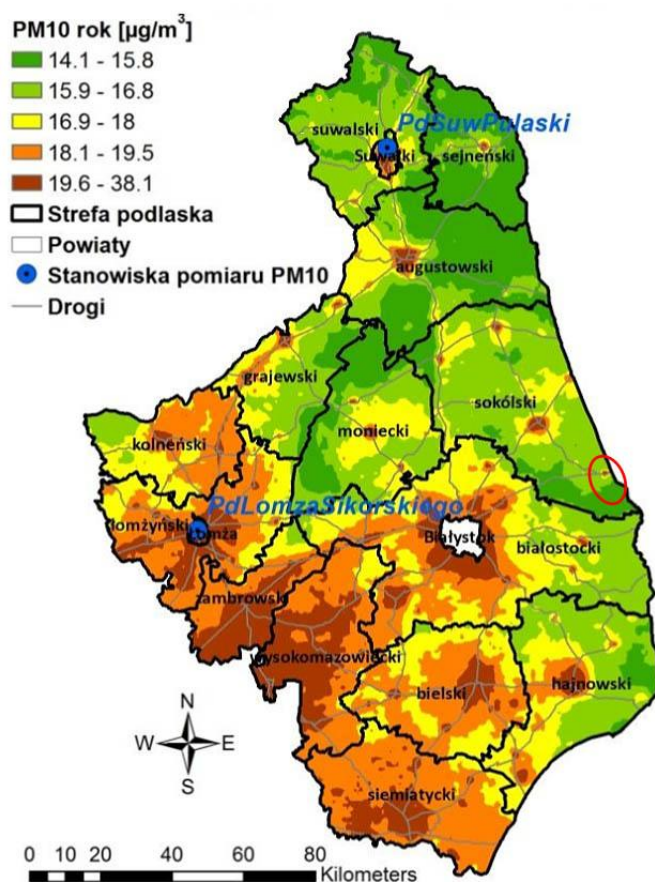 PM10 rok [µg/m³]
14.1 - 15.8
15.9 - 16.8
16.9 - 18
18.1 - 19.5
19.6 - 38.1
Strefa podlaska
Powiaty
Stanowiska pomiaru PM10
Drogi
PdSuwPulaski
suwalski
Suwałki
sejneński
augustowski
grajewski
sokólski
kolneński
moniecki
PdLomzaSikorskiego
łomżyński
Łomża
Białystok
białostocki
zambrowski
wysokomazowiecki
bielski
hajnowski
siemiatycki
N
W E
S
0 10 20 40 60 80
Kilometers